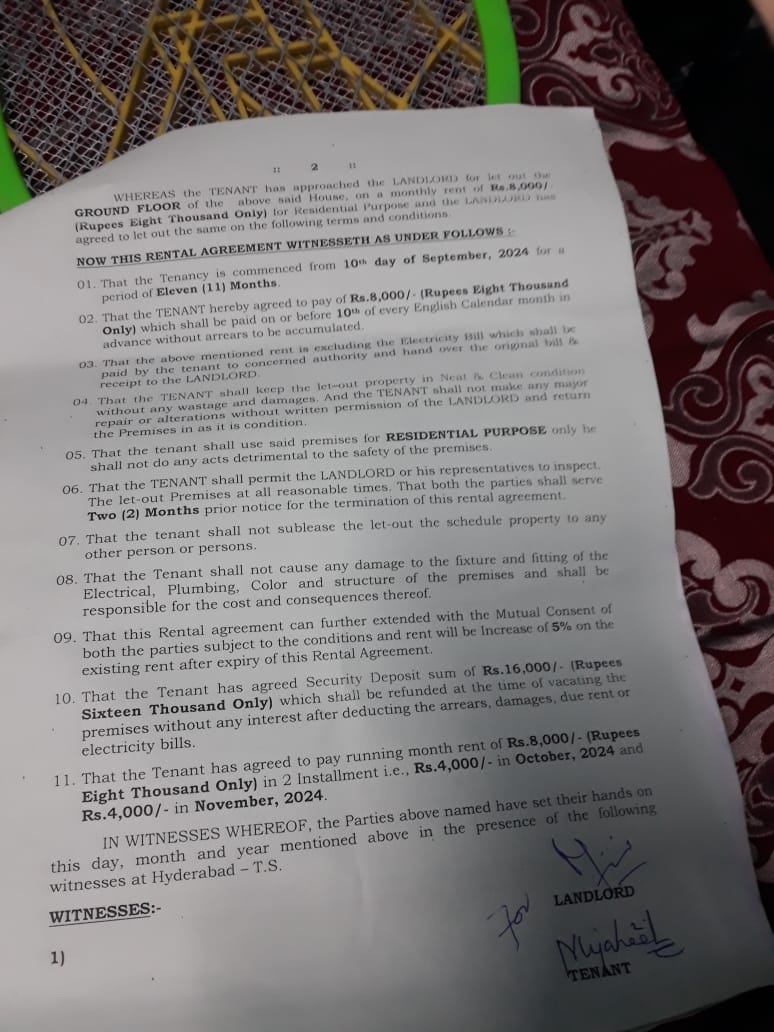 :: 2 ::
WHEREAS the TENANT has approached the LANDLORD for let out the
GROUND FLOOR of the above said House, on a monthly rent of Rs.8,000/-
(Rupees Eight Thousand Only) for Residential Purpose and the LANDLORD has
agreed to let out the same on the following terms and conditions.
NOW THIS RENTAL AGREEMENT WITNESSETH AS UNDER FOLLOWS :-
01. That the Tenancy is commenced from 10th day of September, 2024 for a
period of Eleven (11) Months.
02. That the TENANT hereby agreed to pay of Rs.8,000/- (Rupees Eight Thousand
Only) which shall be paid on or before 10th of every English Calendar month in
advance without arrears to be accumulated.
03. That the above mentioned rent is excluding the Electricity Bill which shall be
paid by the tenant to concerned authority and hand over the original bill &
receipt to the LANDLORD.
04. That the TENANT shall keep the let–out property in Neat & Clean condition
without any wastage and damages. And the TENANT shall not make any major
repair or alterations without written permission of the LANDLORD and return
the Premises in as it is condition.
05. That the tenant shall use said premises for RESIDENTIAL PURPOSE only he
shall not do any acts detrimental to the safety of the premises.
06. That the TENANT shall permit the LANDLORD or his representatives to inspect.
The let-out Premises at all reasonable times. That both the parties shall serve
Two (2) Months prior notice for the termination of this rental agreement.
07. That the tenant shall not sublease the let-out the schedule property to any
other person or persons.
08. That the Tenant shall not cause any damage to the fixture and fitting of the
Electrical, Plumbing, Color and structure of the premises and shall be
responsible for the cost and consequences thereof.
09. That this Rental agreement can further extended with the Mutual Consent of
both the parties subject to the conditions and rent will be Increase of 5% on the
existing rent after expiry of this Rental Agreement.
10. That the Tenant has agreed Security Deposit sum of Rs.16,000/- (Rupees
Sixteen Thousand Only) which shall be refunded at the time of vacating the
premises without any interest after deducting the arrears, damages, due rent or
electricity bills.
11. That the Tenant has agreed to pay running month rent of Rs.8,000/- (Rupees
Eight Thousand Only) in 2 Installment i.e., Rs.4,000/- in October, 2024 and
Rs.4,000/- in November, 2024.
IN WITNESSES WHEREOF, the Parties above named have set their hands on
this day, month and year mentioned above in the presence of the following
witnesses at Hyderabad – T.S.
WITNESSES:-
LANDLORD
for
1)
TENANT